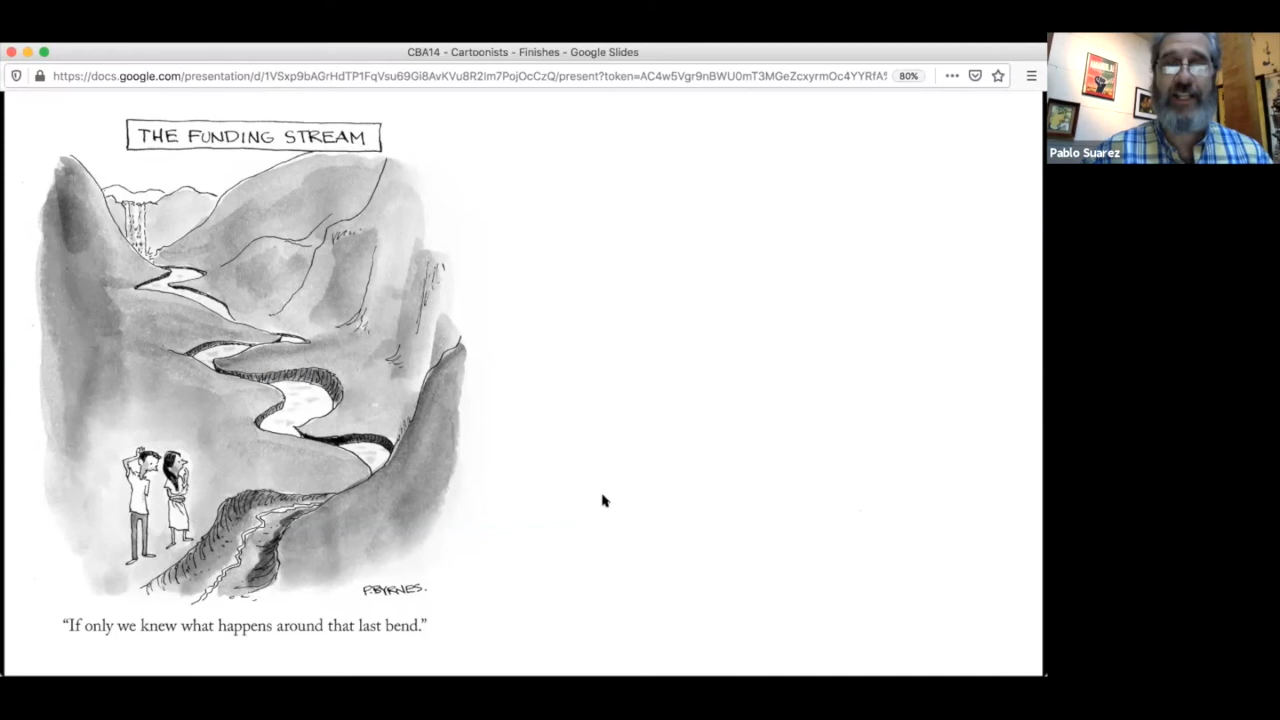 CBA14 - Cartoonists - Finishes - Google Slides
80%
Pablo Suarez
THE FUNDING STREAM
P.BYRNES.
“If only we knew what happens around that last bend.”